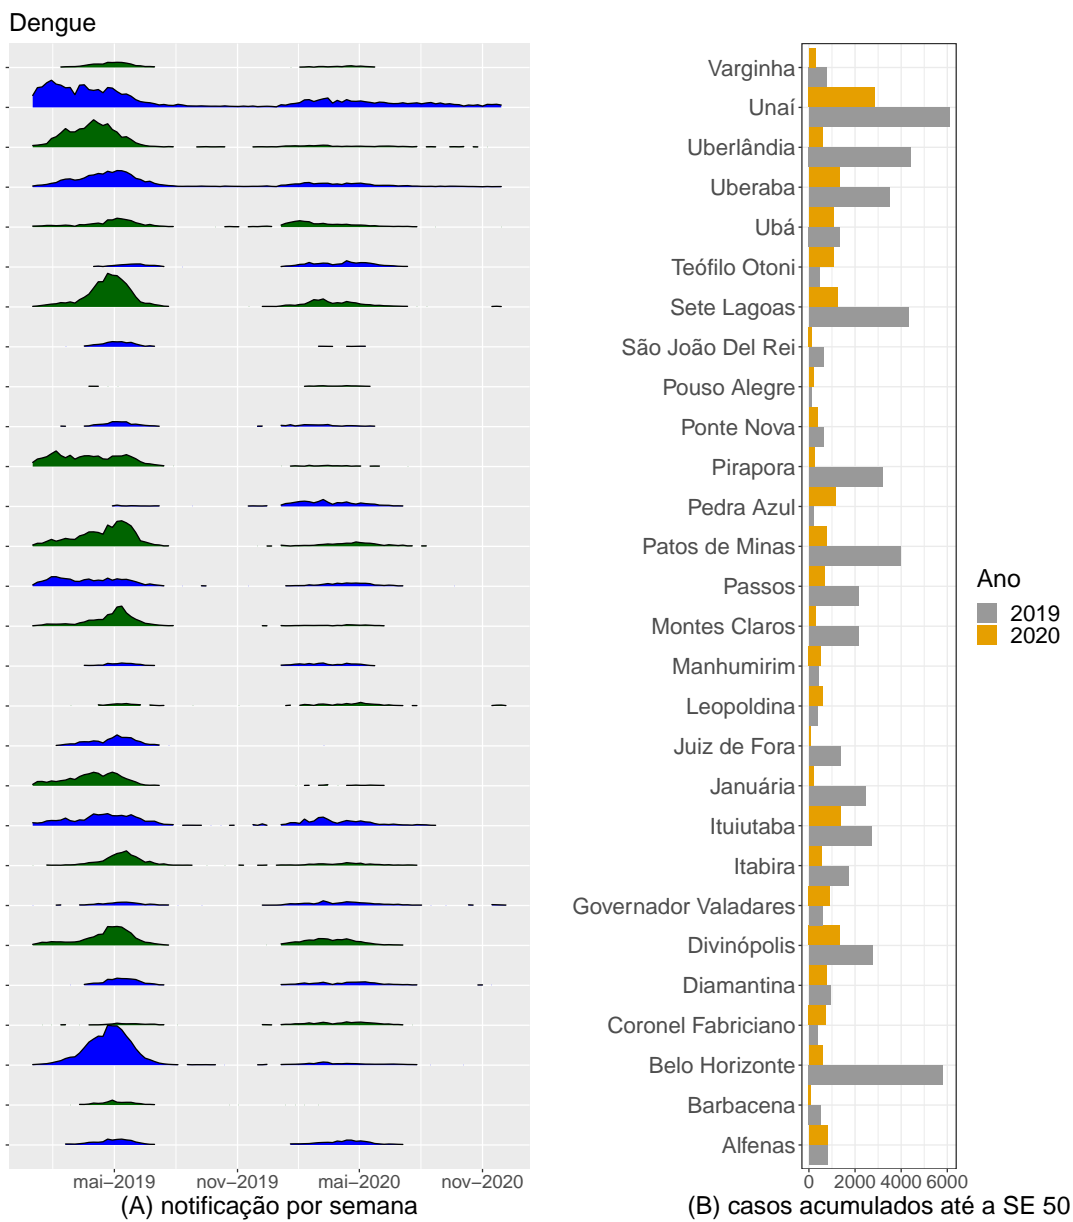 Dengue
Varginha
Unaí
Uberlândia
Uberaba
Ubá
Teófilo Otoni
Sete Lagoas
São João Del Rei
Pouso Alegre
Ponte Nova
Pirapora
Pedra Azul
Patos de Minas
Passos
Montes Claros
Manhumirim
Leopoldina
Juiz de Fora
Januária
Ituiutaba
Itabira
Governador Valadares
Divinópolis
Diamantina
Coronel Fabriciano
Belo Horizonte
Barbacena
Alfenas
Ano
2019
2020
mai−2019 nov−2019 mai−2020 nov−2020
0 2000 4000 6000
(A) notificação por semana
(B) casos acumulados até a SE 50